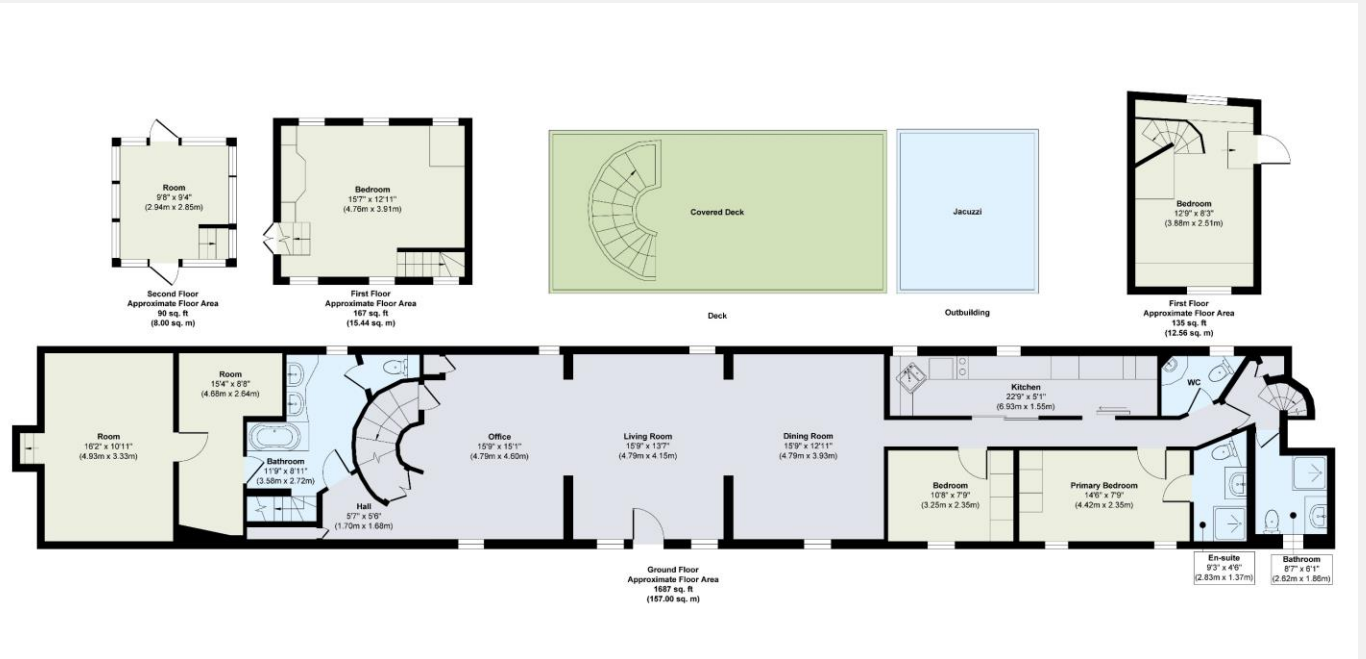 Room
9'8" x 9'4"
(2.94m x 2.85m)
Second Floor
Approximate Floor Area
90 sq. ft
(8.00 sq. m)
Bedroom
15'7" x 12'11"
(4.76m x 3.91m)
First Floor
Approximate Floor Area
167 sq. ft
(15.44 sq. m)
Covered Deck
Deck
Jacuzzi
Outbuilding
Bedroom
12'9" x 8'3"
(3.88m x 2.51m)
First Floor
Approximate Floor Area
135 sq. ft
(12.56 sq. m)
Room
16'2" x 10'11"
(4.93m x 3.33m)
Room
15'4" x 8'8"
(4.68m x 2.64m)
Bathroom
11'9" x 8'11"
(3.58m x 2.72m)
Hall
5'7" x 5'6"
(1.70m x 1.68m)
Office
15'9" x 15'1"
(4.79m x 4.60m)
Living Room
15'9" x 13'7"
(4.79m x 4.15m)
Dining Room
15'9" x 12'11"
(4.79m x 3.93m)
Kitchen
22'9" x 5'1"
(6.93m x 1.55m)
WC
Bedroom
10'8" x 7'9"
(3.25m x 2.35m)
Primary Bedroom
14'6" x 7'9"
(4.42m x 2.35m)
En-suite
9'3" x 4'6"
(2.83m x 1.37m)
Bathroom
8'7" x 6'1"
(2.62m x 1.86m)
Ground Floor
Approximate Floor Area
1687 sq. ft
(157.00 sq. m)